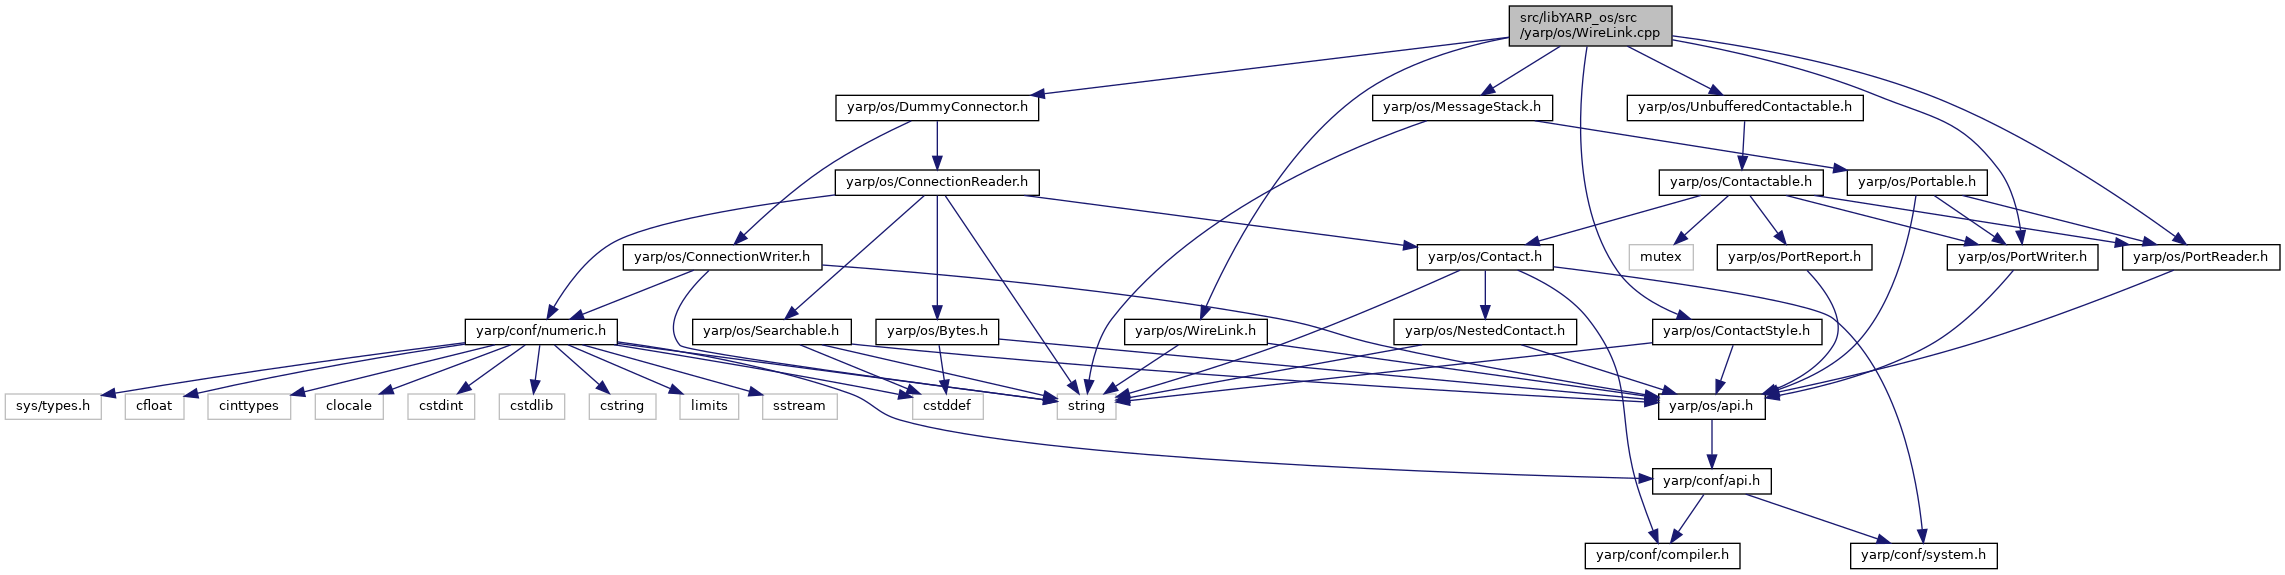 src/libYARP_os/src
/yarp/os/WireLink.cpp
yarp/os/DummyConnector.h
yarp/os/MessageStack.h
yarp/os/UnbufferedContactable.h
yarp/os/ConnectionReader.h
yarp/os/Contactable.h
yarp/os/Portable.h
yarp/os/ConnectionWriter.h
yarp/os/Contact.h
mutex
yarp/os/PortReport.h
yarp/os/PortWriter.h
yarp/os/PortReader.h
yarp/conf/numeric.h
yarp/os/Searchable.h
yarp/os/Bytes.h
yarp/os/WireLink.h
yarp/os/NestedContact.h
yarp/os/ContactStyle.h
sys/types.h
cfloat
cinttypes
clocale
cstdint
cstdlib
cstring
limits
sstream
cstddef
string
yarp/os/api.h
yarp/conf/api.h
yarp/conf/compiler.h
yarp/conf/system.h